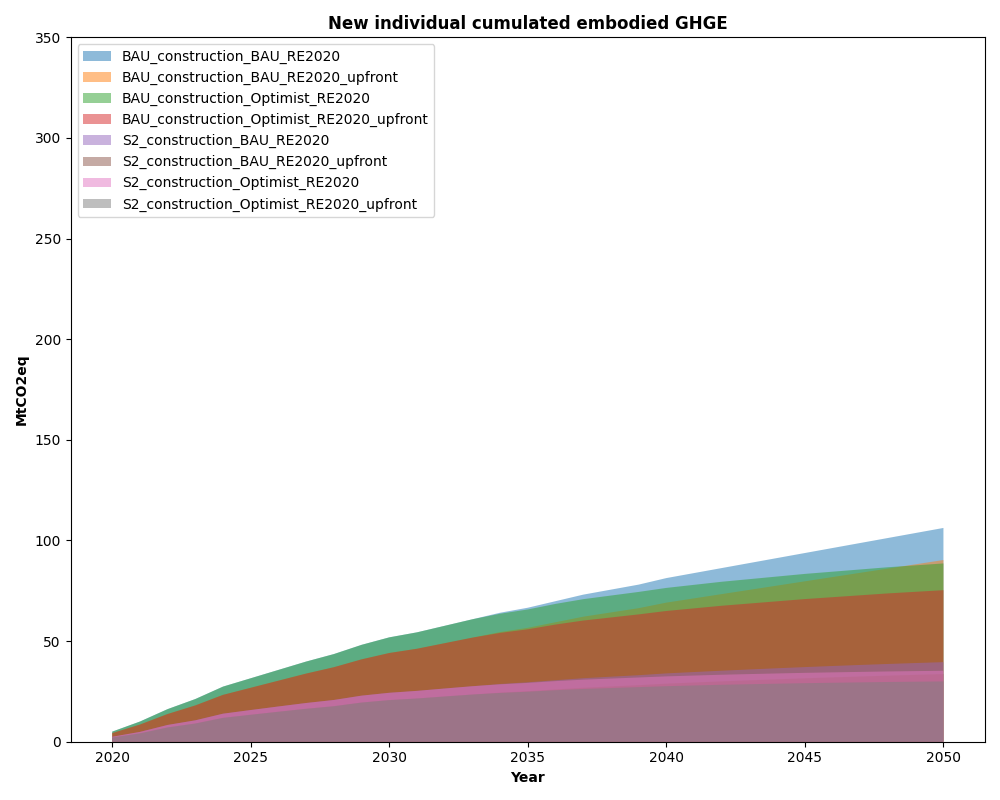 New individual cumulated embodied GHGE
350
300
250
200
150
100
50
0
MtCO2eq
BAU_construction_BAU_RE2020
BAU_construction_BAU_RE2020_upfront
BAU_construction_Optimist_RE2020
BAU_construction_Optimist_RE2020_upfront
S2_construction_BAU_RE2020
S2_construction_BAU_RE2020_upfront
S2_construction_Optimist_RE2020
S2_construction_Optimist_RE2020_upfront
2020 2025 2030 2035 2040 2045 2050
Year